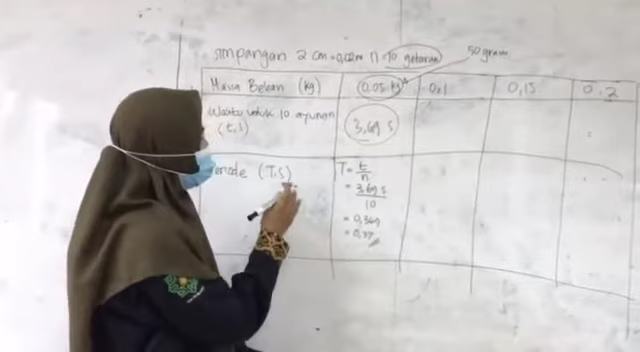 simpangan 2 cm = 0,02 m n = 10 getaran
50 gram
Massa Beban (kg) 0.05 kg 0.1 0,15 0.2
Waktu untuk 10 ayunan 3,69 s
(t, s)
Periode (T, s) T = t/n
= 3,69 s
10
= 0,369
= 0,37